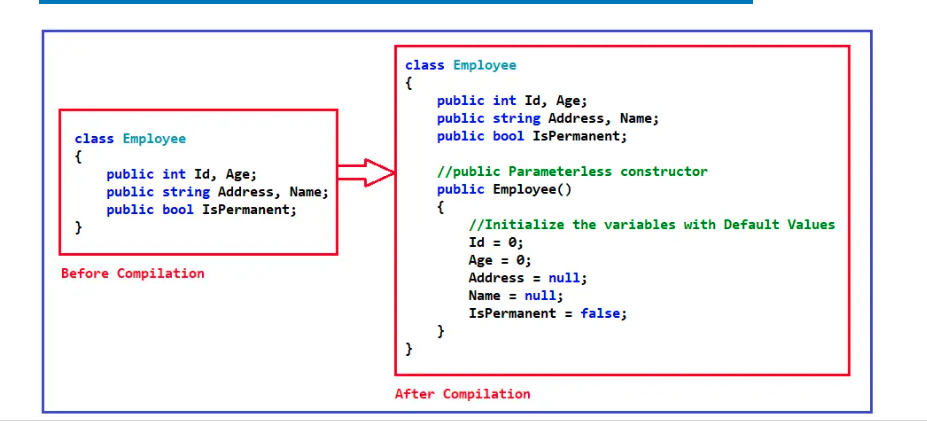 class Employee
{
public int Id, Age;
public string Address, Name;
public bool IsPermanent;
}
Before Compilation
class Employee
{
public int Id, Age;
public string Address, Name;
public bool IsPermanent;
//public Parameterless constructor
public Employee()
{
//Initialize the variables with Default Values
Id = 0;
Age = 0;
Address = null;
Name = null;
IsPermanent = false;
}
}
After Compilation